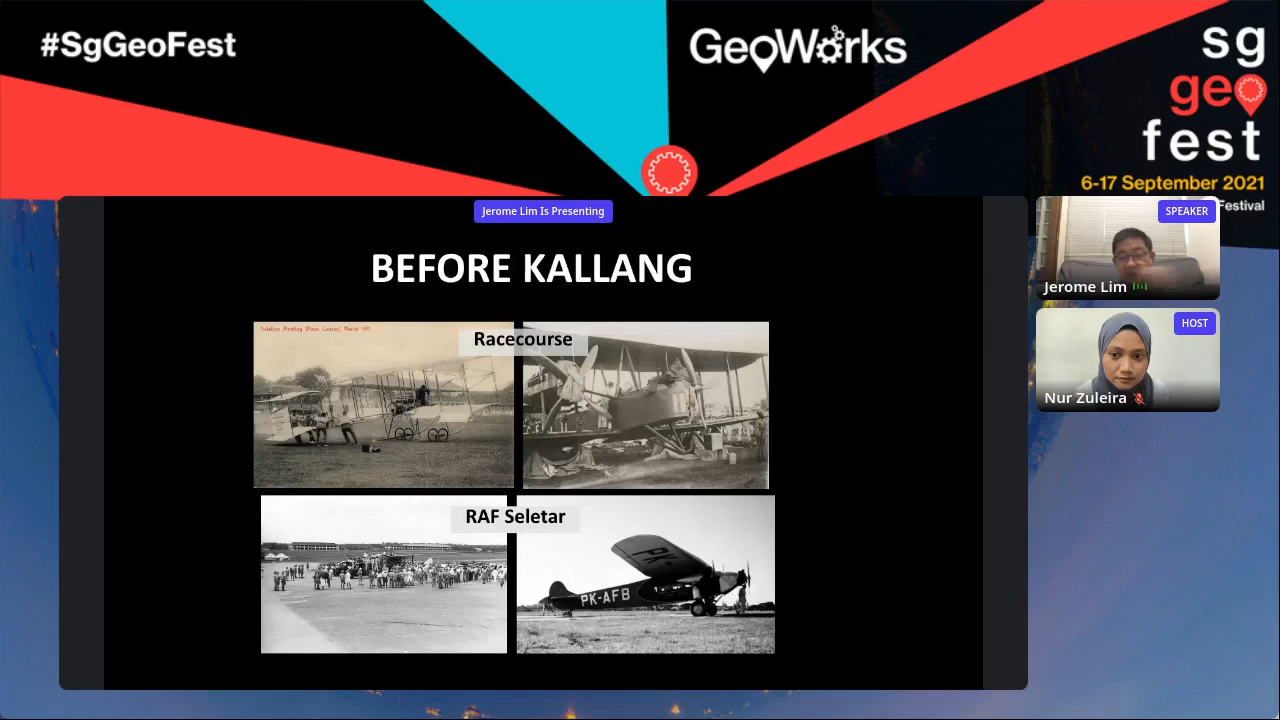 #SgGeoFest
GeoWorks
sg
geo
fest
6-17 September 2021
Festival
Jerome Lim Is Presenting
SPEAKER
Jerome Lim
HOST
Nur Zuleira
BEFORE KALLANG
Racecourse
RAF Seletar
PK-
PK-AFB